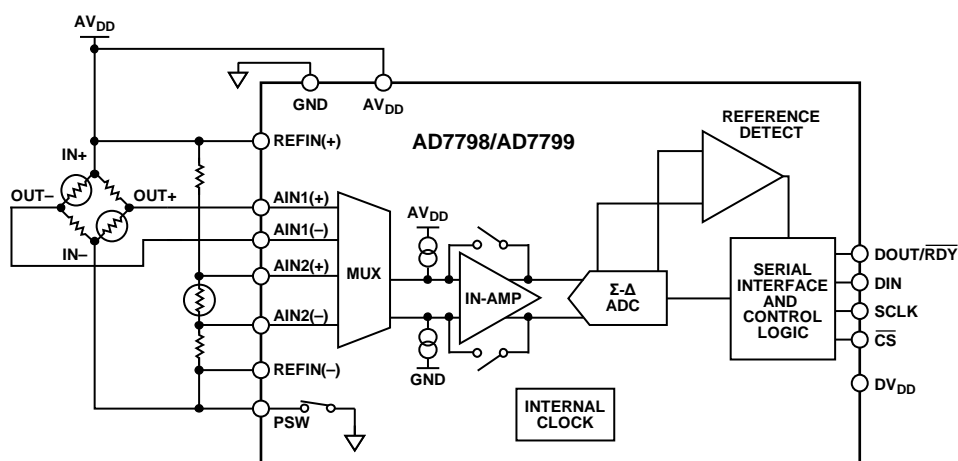 AVDD
GND
AVDD
REFERENCE
DETECT
AD7798/AD7799
REFIN(+)
IN+
OUT–
OUT+
IN–
AIN1(+)
AIN1(–)
AIN2(+)
AIN2(–)
REFIN(–)
PSW
MUX
AVDD
GND
IN-AMP
Σ-Δ
ADC
SERIAL
INTERFACE
AND
CONTROL
LOGIC
DOUT/RDY
DIN
SCLK
CS
DVDD
INTERNAL
CLOCK